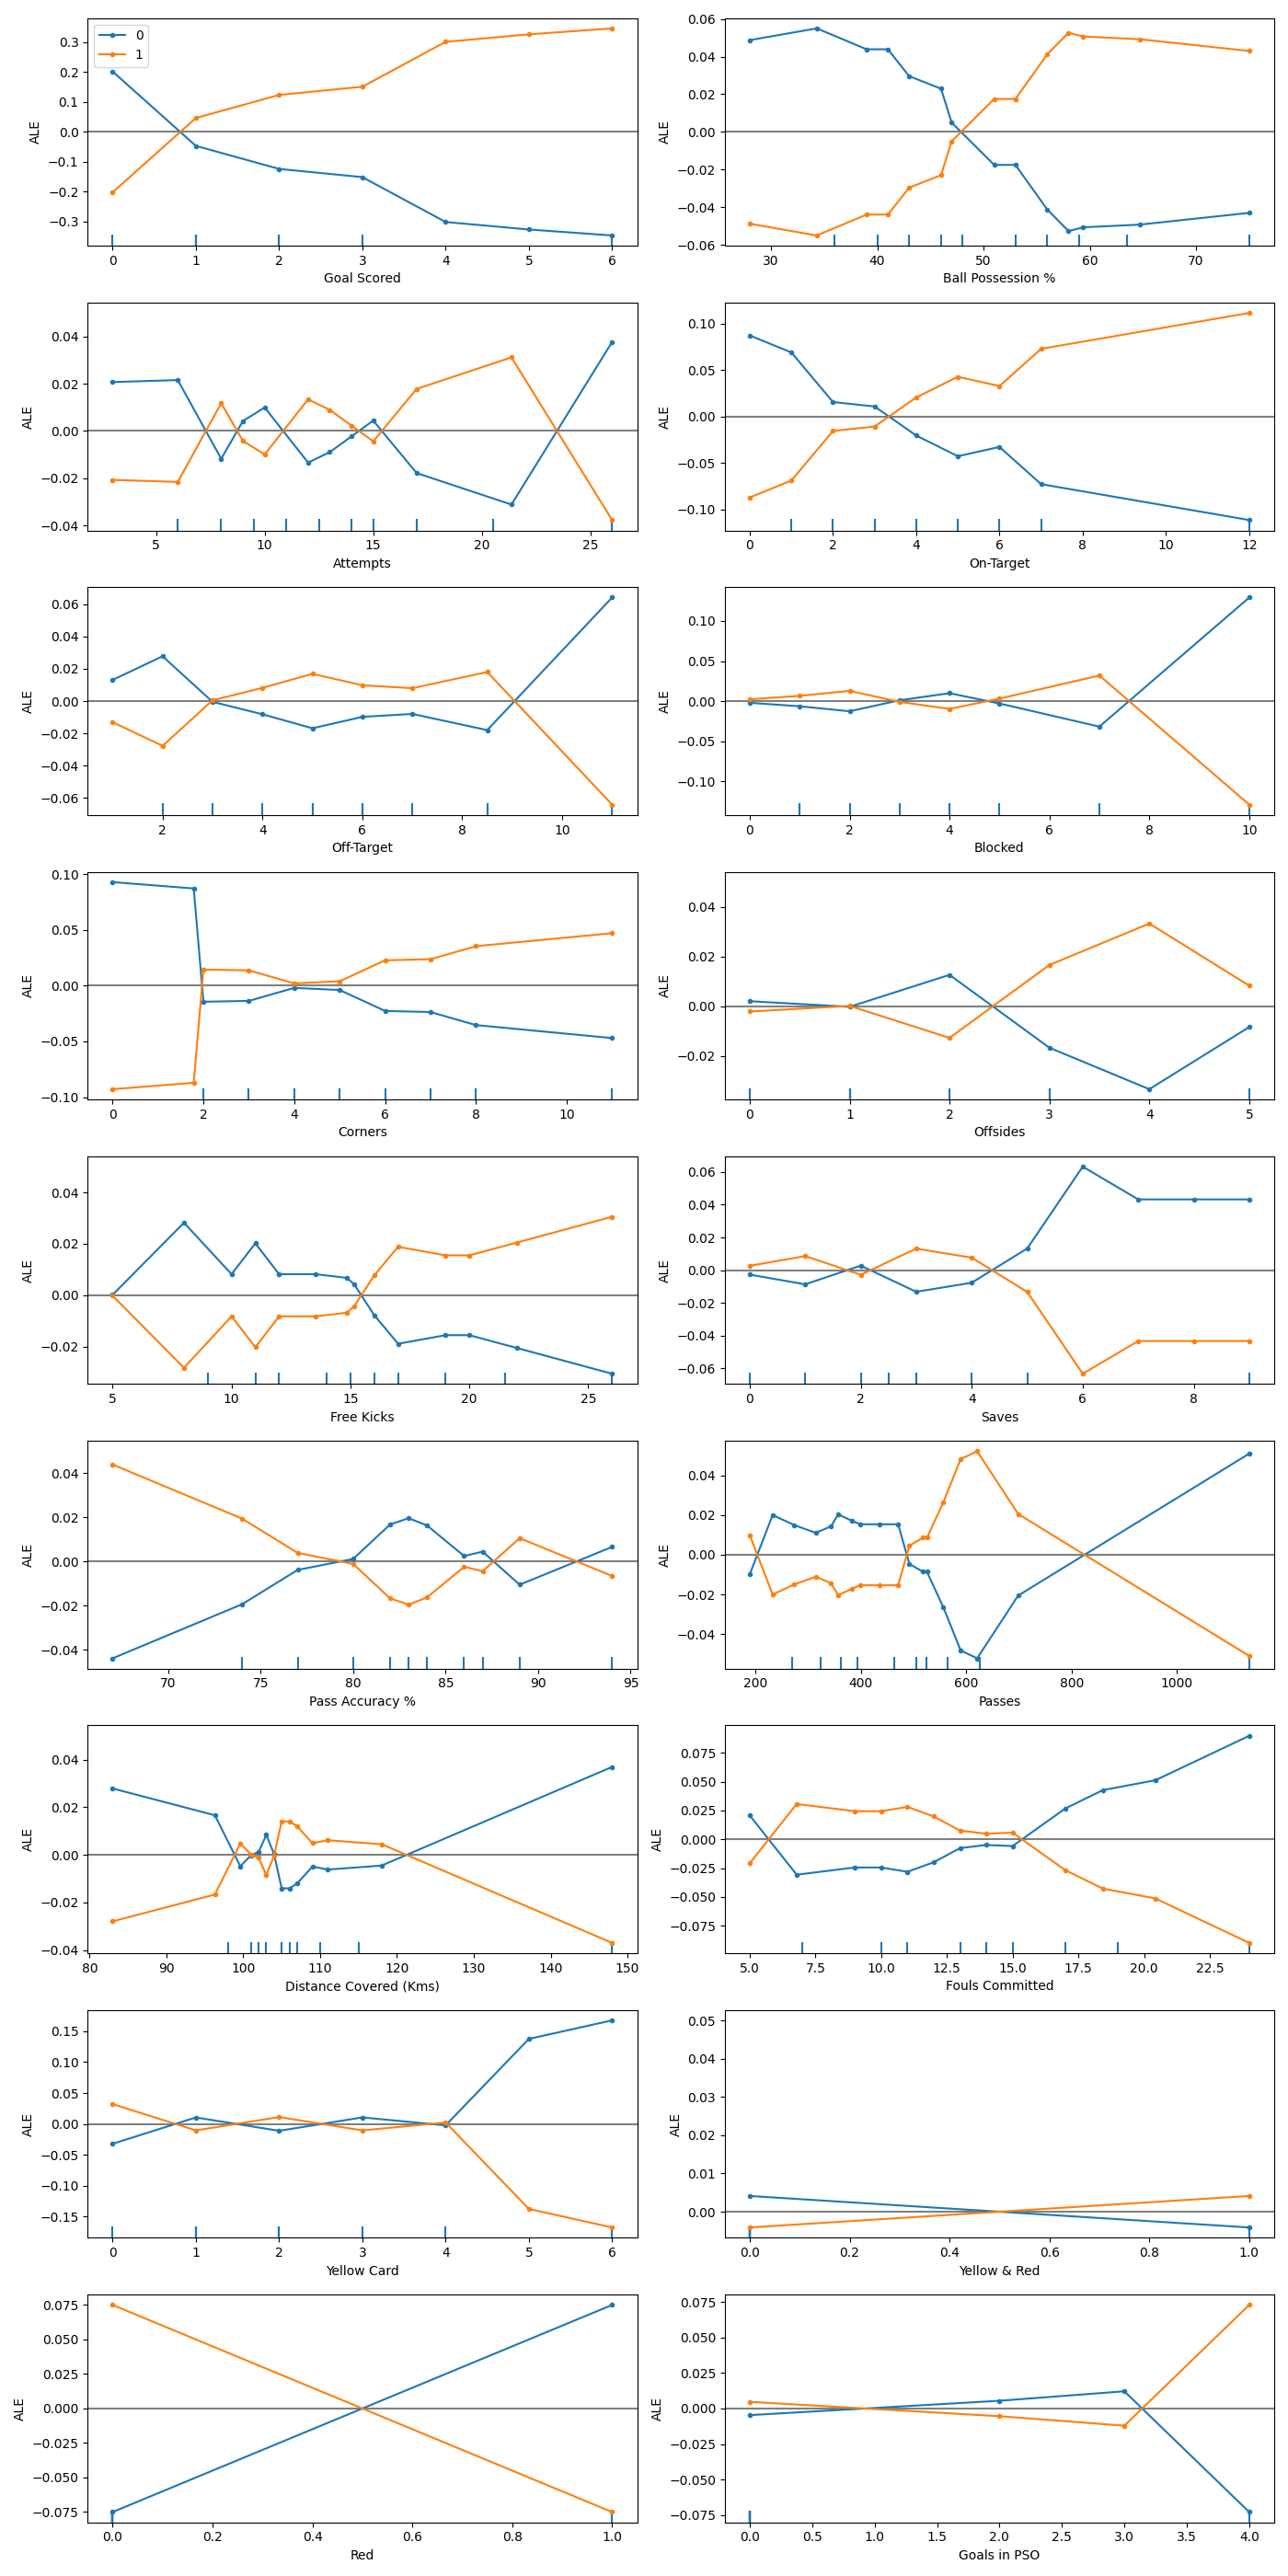 0
1
ALE
0.3
0.2
0.1
0.0
−0.1
−0.2
−0.3
0 1 2 3 4 5 6
Goal Scored
ALE
0.06
0.04
0.02
0.00
−0.02
−0.04
−0.06
30 40 50 60 70
Ball Possession %
ALE
0.04
0.02
0.00
−0.02
−0.04
5 10 15 20 25
Attempts
ALE
0.10
0.05
0.00
−0.05
−0.10
0 2 4 6 8 10 12
On-Target
ALE
0.06
0.04
0.02
0.00
−0.02
−0.04
−0.06
2 4 6 8 10
Off-Target
ALE
0.10
0.05
0.00
−0.05
−0.10
0 2 4 6 8 10
Blocked
ALE
0.10
0.05
0.00
−0.05
−0.10
0 2 4 6 8 10
Corners
ALE
0.04
0.02
0.00
−0.02
0 1 2 3 4 5
Offsides
ALE
0.04
0.02
0.00
−0.02
5 10 15 20 25
Free Kicks
ALE
0.06
0.04
0.02
0.00
−0.02
−0.04
−0.06
0 2 4 6 8
Saves
ALE
0.04
0.02
0.00
−0.02
−0.04
70 75 80 85 90 95
Pass Accuracy %
ALE
0.04
0.02
0.00
−0.02
−0.04
200 400 600 800 1000
Passes
ALE
0.04
0.02
0.00
−0.02
−0.04
80 90 100 110 120 130 140 150
Distance Covered (Kms)
ALE
0.075
0.050
0.025
0.000
−0.025
−0.050
−0.075
5.0 7.5 10.0 12.5 15.0 17.5 20.0 22.5
Fouls Committed
ALE
0.15
0.10
0.05
0.00
−0.05
−0.10
−0.15
0 1 2 3 4 5 6
Yellow Card
ALE
0.05
0.04
0.03
0.02
0.01
0.00
0.0 0.2 0.4 0.6 0.8 1.0
Yellow & Red
ALE
0.075
0.050
0.025
0.000
−0.025
−0.050
−0.075
0.0 0.2 0.4 0.6 0.8 1.0
Red
ALE
0.075
0.050
0.025
0.000
−0.025
−0.050
−0.075
0.0 0.5 1.0 1.5 2.0 2.5 3.0 3.5 4.0
Goals in PSO